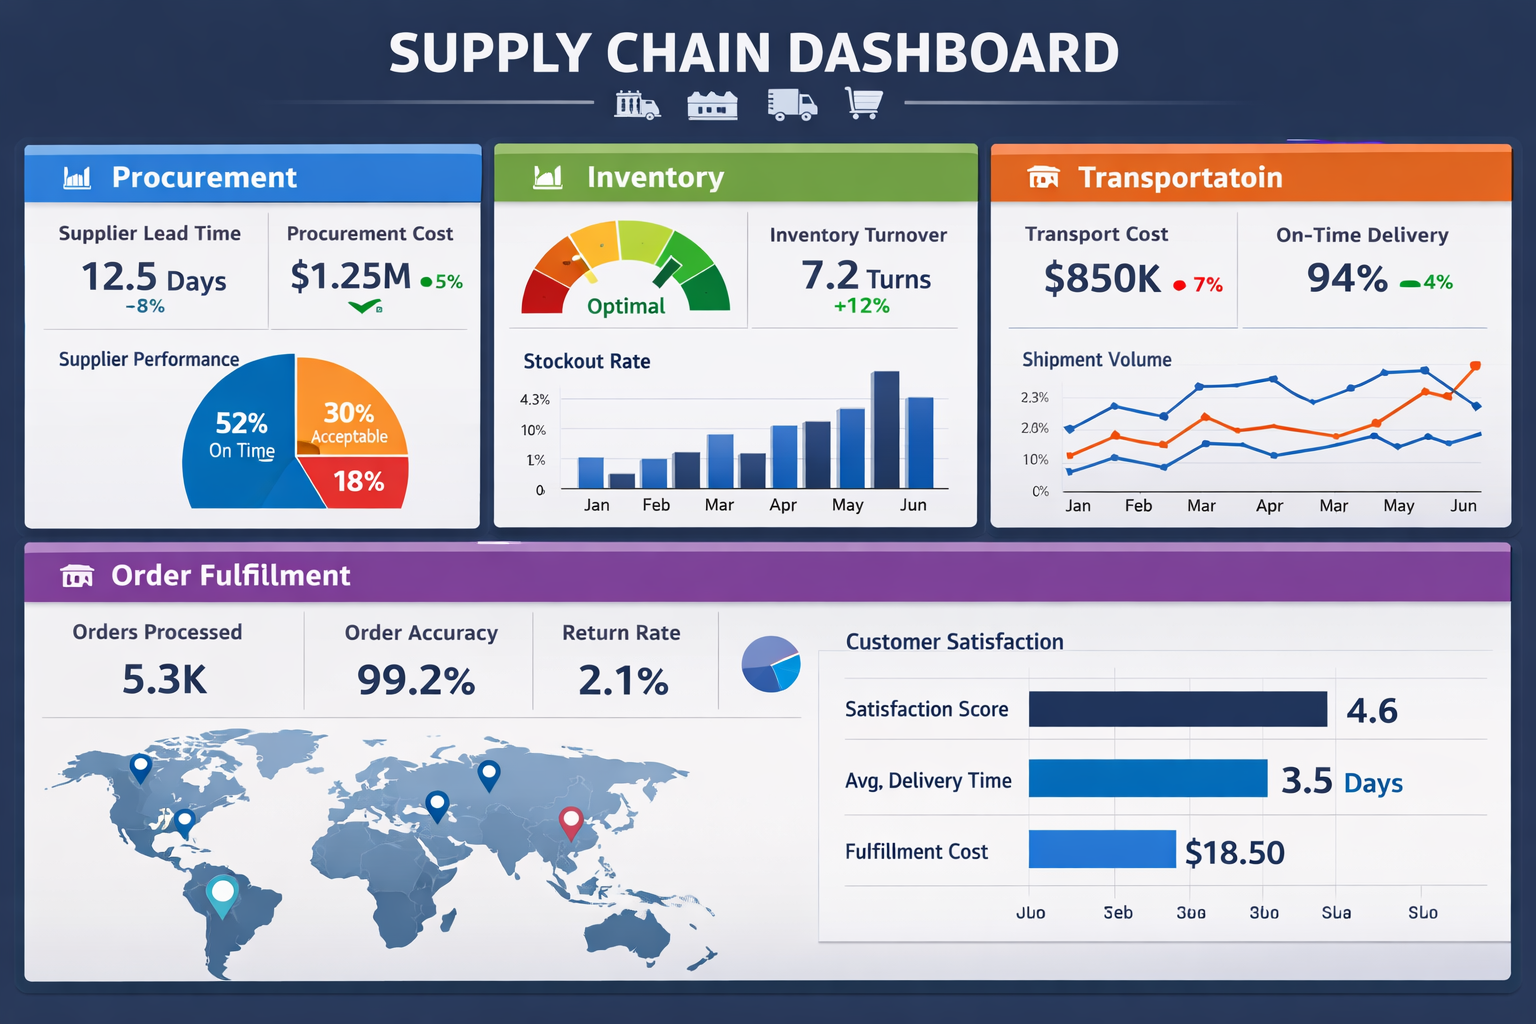 SUPPLY CHAIN DASHBOARD
Procurement
Supplier Lead Time
12.5 Days
-8%
Procurement Cost
$1.25M 5%
Supplier Performance
52%
On Time
30%
Acceptable
18%
Inventory
Optimal
Inventory Turnover
7.2 Turns
+12%
Stockout Rate
4.3%
10%
1%
0
Jan Feb Mar Apr May Jun
Transportatoin
Transport Cost
$850K 7%
On-Time Delivery
94% 4%
Shipment Volume
2.3%
2.0%
10%
0%
Jan Feb Mar Apr Mar May Jun
Order Fulfillment
Orders Processed
5.3K
Order Accuracy
99.2%
Return Rate
2.1%
Customer Satisfaction
Satisfaction Score 4.6
Avg, Delivery Time 3.5 Days
Fulfillment Cost $18.50